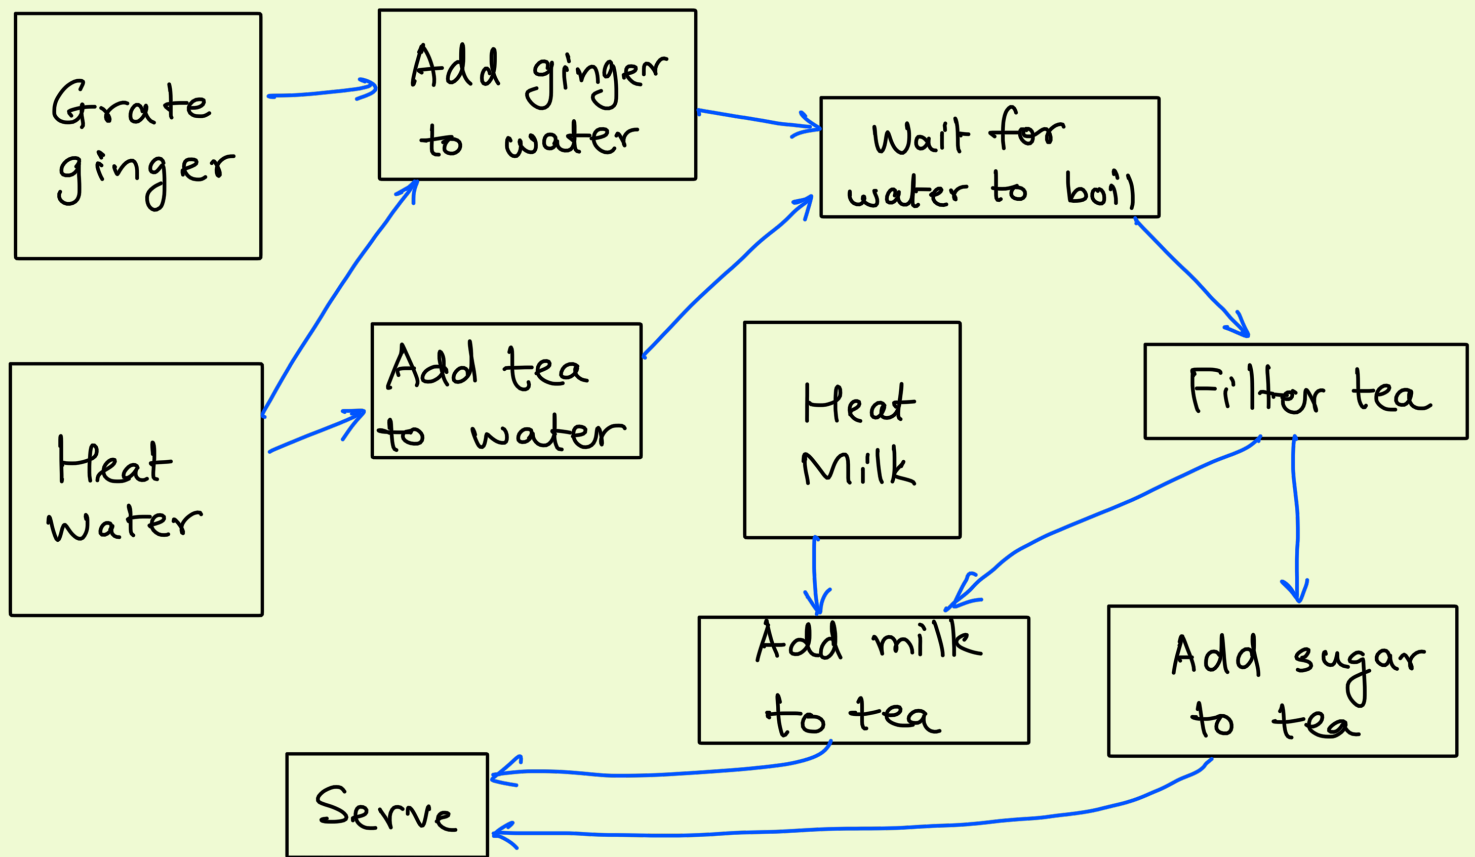 Grate
ginger
Add ginger
to water
Wait for
water to boil
Heat
water
Add tea
to water
Heat
Milk
Filter tea
Add milk
to tea
Add sugar
to tea
Serve